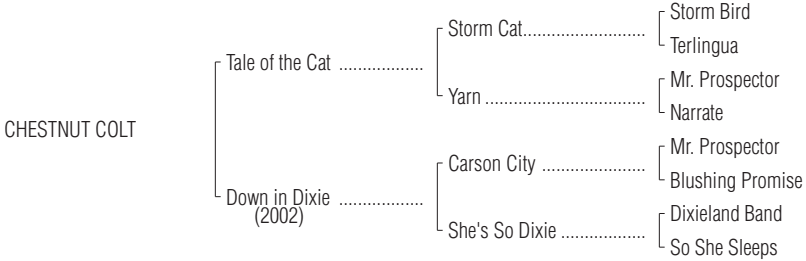 Storm Bird
Storm Cat..........................
Terlingua
Tale of the Cat ..................
Mr. Prospector
Yarn ..................................
Narrate
CHESTNUT COLT
Mr. Prospector
Carson City ......................
Blushing Promise
Down in Dixie ..................
(2002)
Dixieland Band
She's So Dixie ..................
So She Sleeps